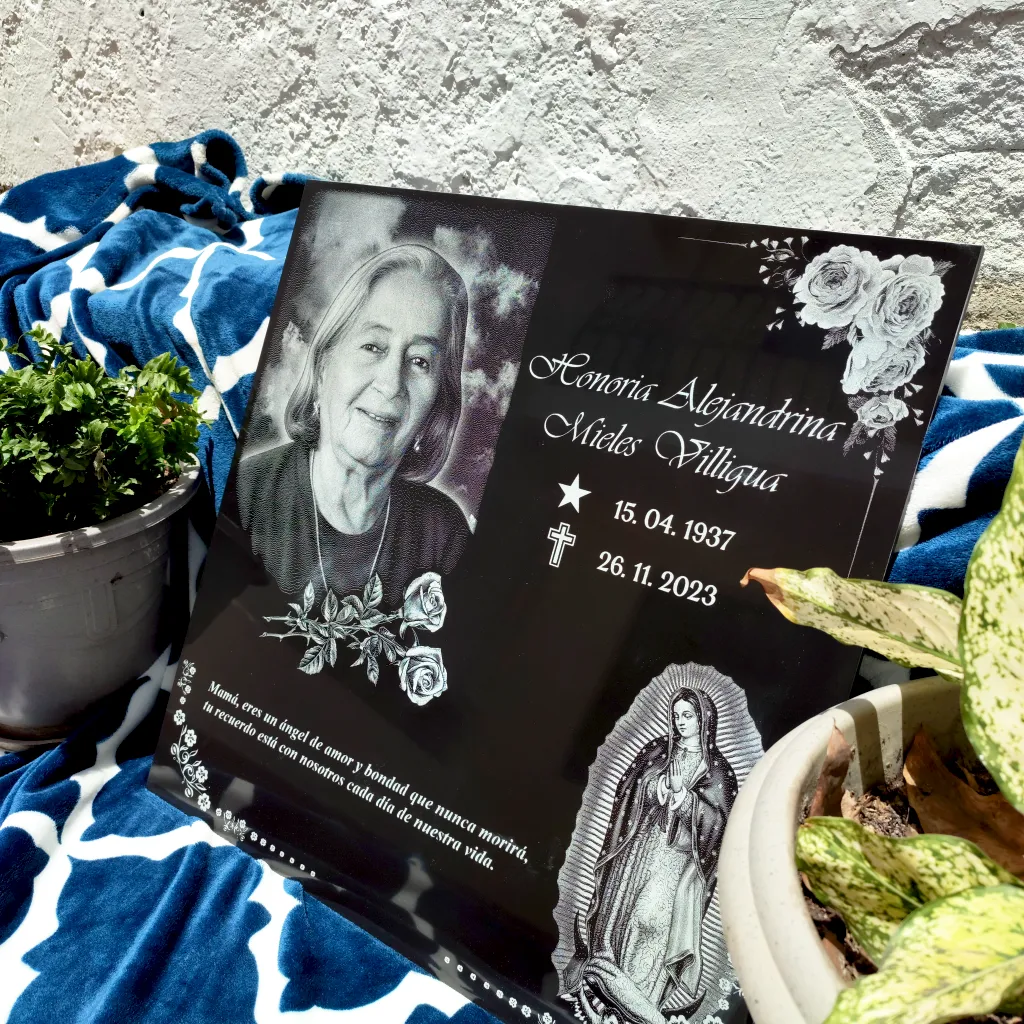 Honoria Alejandrina
Mieles Villigua
15. 04. 1937
26. 11. 2023
Mamá, eres un ángel de amor y bondad que nunca morirá,
tu recuerdo está con nosotros cada día de nuestra vida.